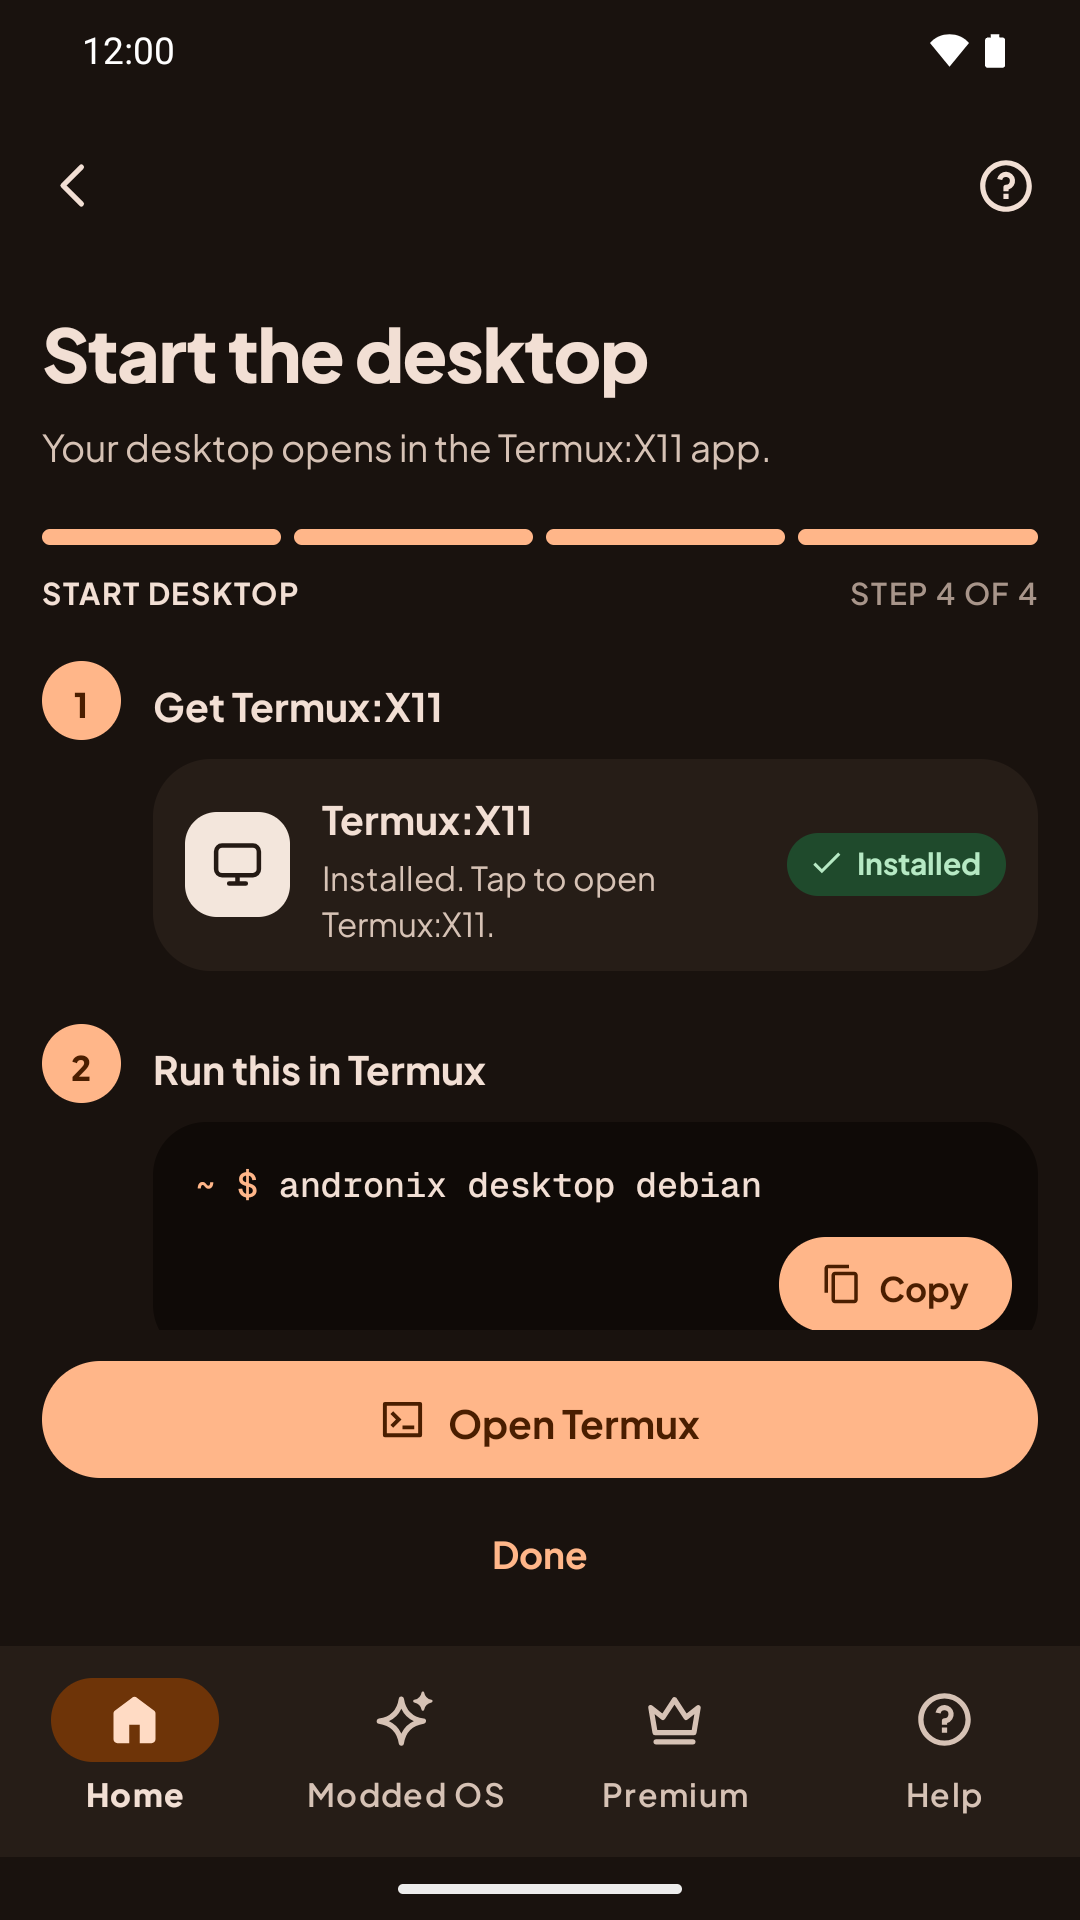 12:00
Start the desktop
Your desktop opens in the Termux:X11 app.
START DESKTOP
STEP 4 OF 4
1
Get Termux:X11
Termux:X11
Installed. Tap to open
Termux:X11.
Installed
2
Run this in Termux
~ $ andronix desktop debian
Copy
Open Termux
Done
Home
Modded OS
Premium
Help